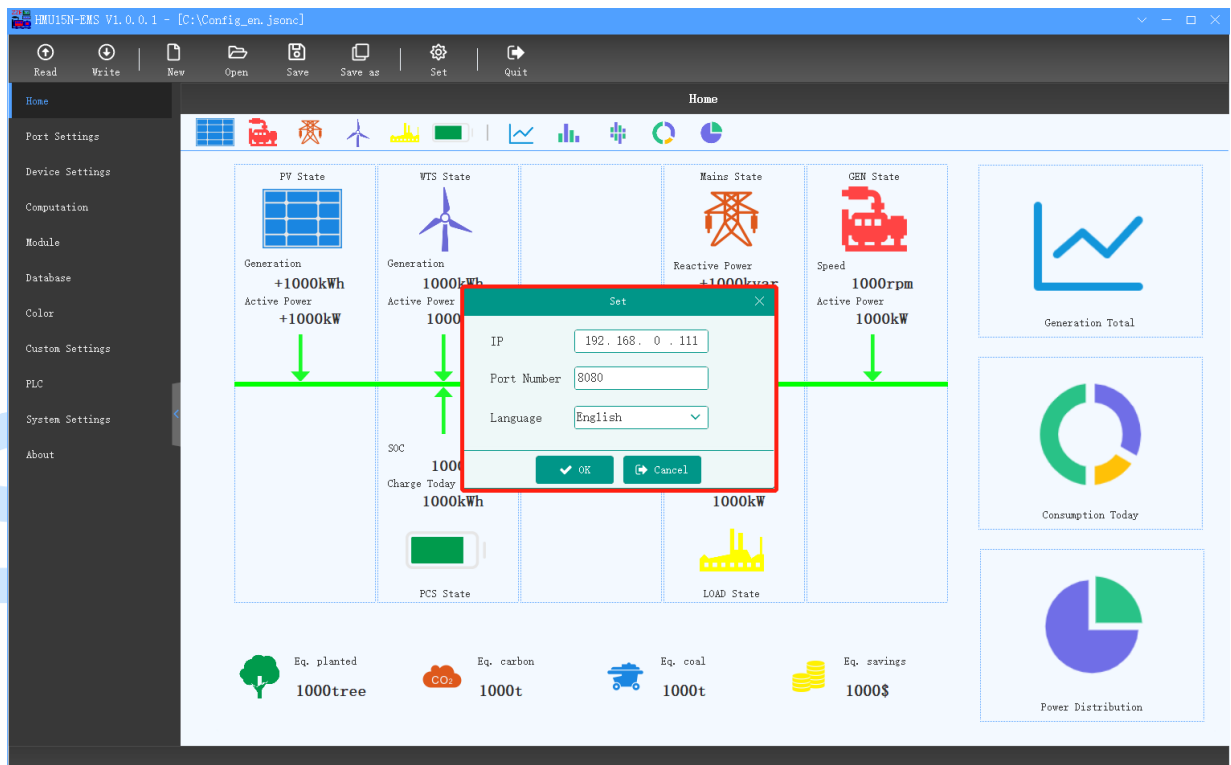 HMU15N-EMS V1.0.0.1 - [C:\Config_en.jsonc]
Read Write New Open Save Save as Set Quit
Home
Port Settings
Device Settings
Computation
Module
Database
Color
Custom Settings
PLC
System Settings
About
Home
PV State
Generation
+1000kWh
Active Power
+1000kW
WTS State
Generation
1000kWh
Active Power
1000
SOC
1000
Charge Today
1000kWh
PCS State
Mains State
Reactive Power
+1000kvar
1000kW
LOAD State
GEN State
Speed
1000rpm
Active Power
1000kW
Set
IP 192.168. 0 .111
Port Number 8080
Language English
OK Cancel
Generation Total
Consumption Today
Power Distribution
Eq. planted
1000tree
CO2
Eq. carbon
1000t
Eq. coal
1000t
Eq. savings
1000$